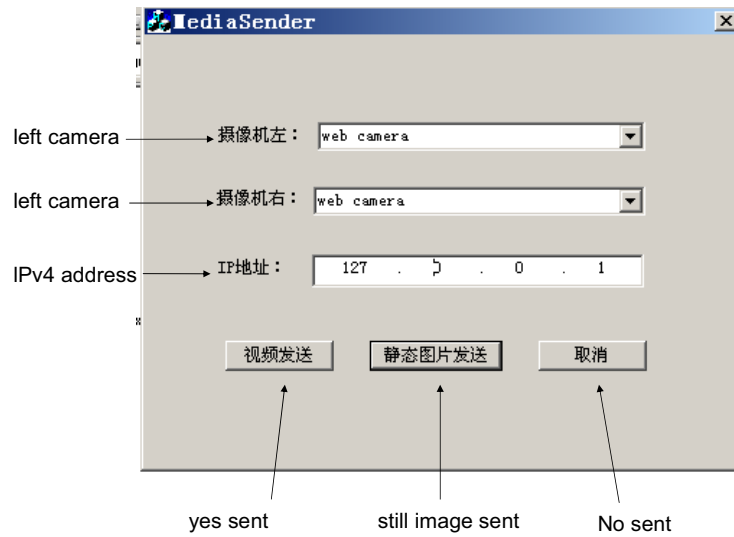 MediaSender
left camera
摄像机左：
web camera
left camera
摄像机右：
web camera
IPv4 address
IP地址：
127 . 0 . 0 . 1
视频发送
静态图片发送
取消
yes sent
still image sent
No sent